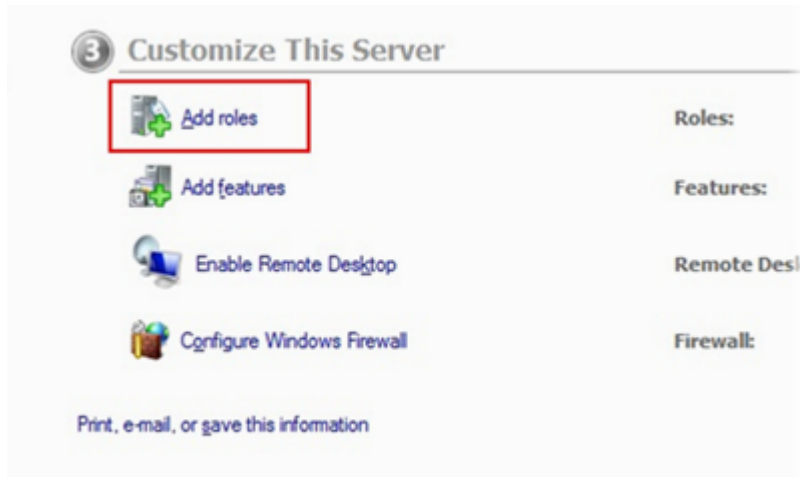 3 Customize This Server
Add roles Roles:
Add features Features:
Enable Remote Desktop Remote Des
Configure Windows Firewall Firewall:
Print, e-mail, or save this information